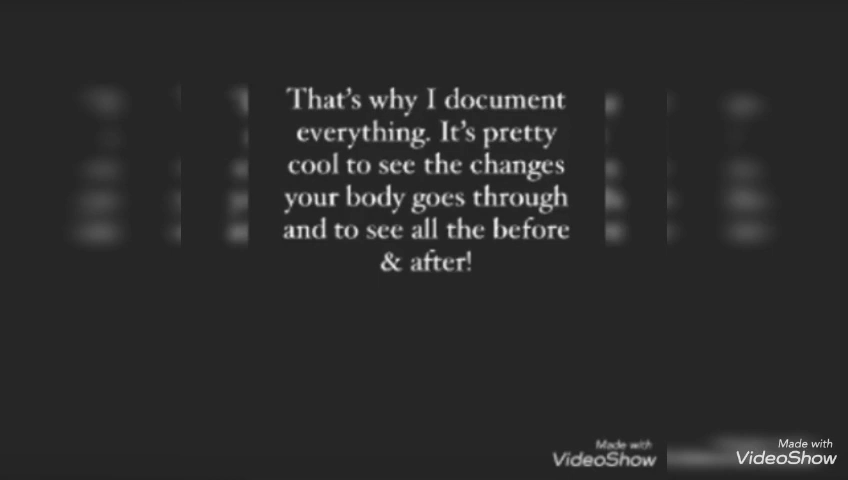 That's why I document
everything. It's pretty
cool to see the changes
your body goes through
and to see all the before
& after!
Made with
VideoShow
Made with
VideoShow